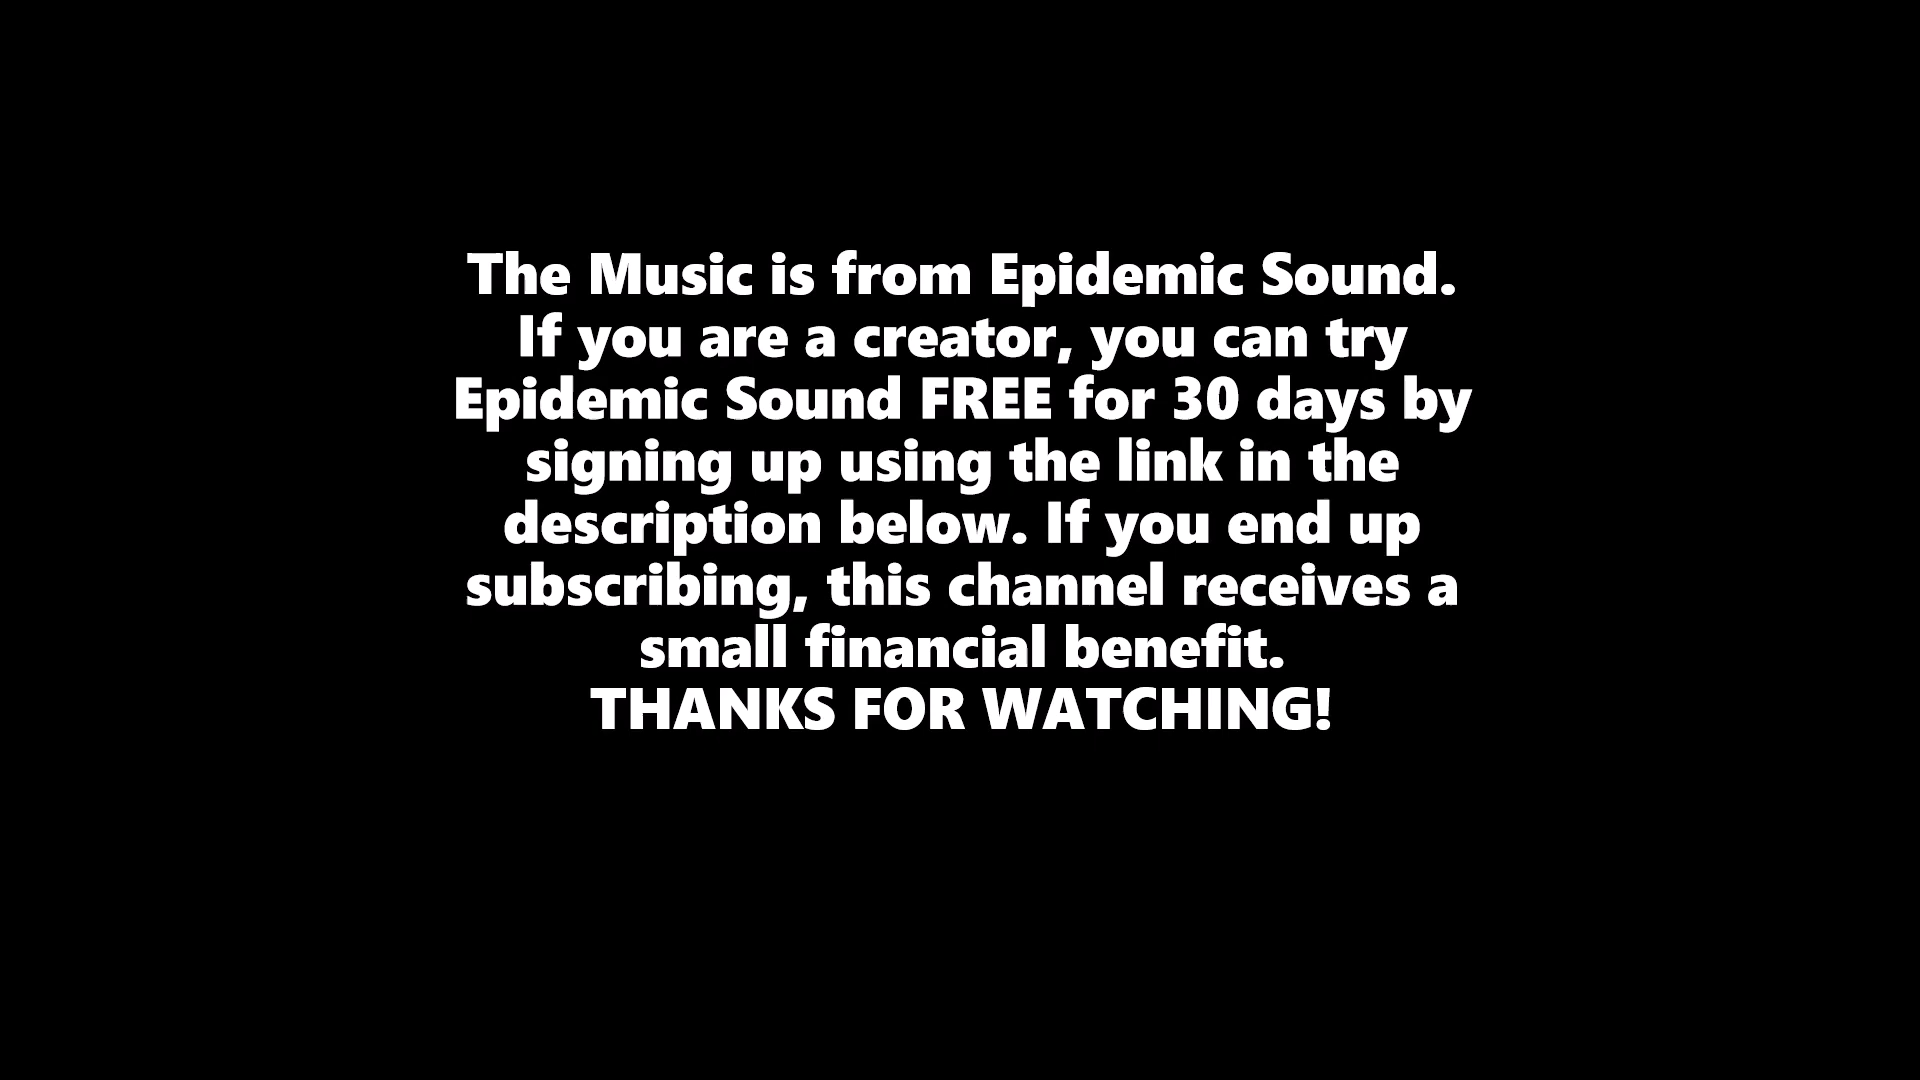 The Music is from Epidemic Sound.
If you are a creator, you can try
Epidemic Sound FREE for 30 days by
signing up using the link in the
description below. If you end up
subscribing, this channel receives a
small financial benefit.
THANKS FOR WATCHING!